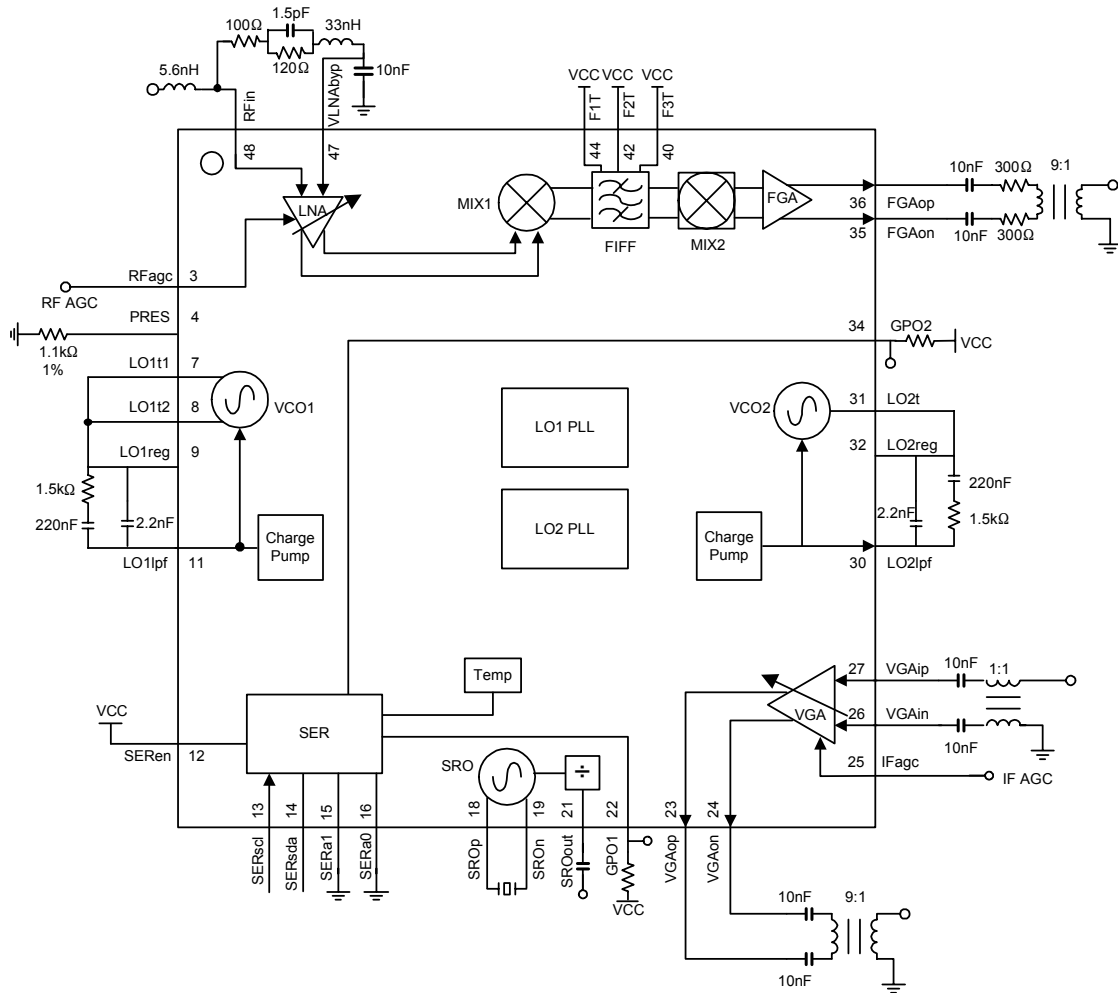 1.5pF
100Ω
33nH
120Ω
10nF
5.6nH
RFin
VLNAbyp
48
47
VCC
VCC
VCC
F1T
F2T
F3T
44
42
40
LNA
MIX1
FIFF
MIX2
FGA
36
FGAop
35
FGAon
10nF
300Ω
9:1
10nF
300Ω
RFagc
3
RF AGC
PRES
4
1.1kΩ
1%
34
GPO2
VCC
LO1t1
7
LO1t2
8
VCO1
LO1reg
9
1.5kΩ
220nF
2.2nF
LO1lpf
11
Charge
Pump
LO1 PLL
LO2 PLL
VCO2
31
LO2t
32
LO2reg
220nF
2.2nF
1.5kΩ
Charge
Pump
30
LO2lpf
Temp
VCC
SERen
12
SER
SRO
÷
VGA
27
VGAip
10nF
1:1
26
VGAin
10nF
25
IFagc
IF AGC
13
14
15
16
18
19
21
22
23
24
SERscl
SERsda
SERa1
SERa0
SROp
SROn
SROout
GPO1
VGAop
VGAon
VCC
10nF
9:1
10nF